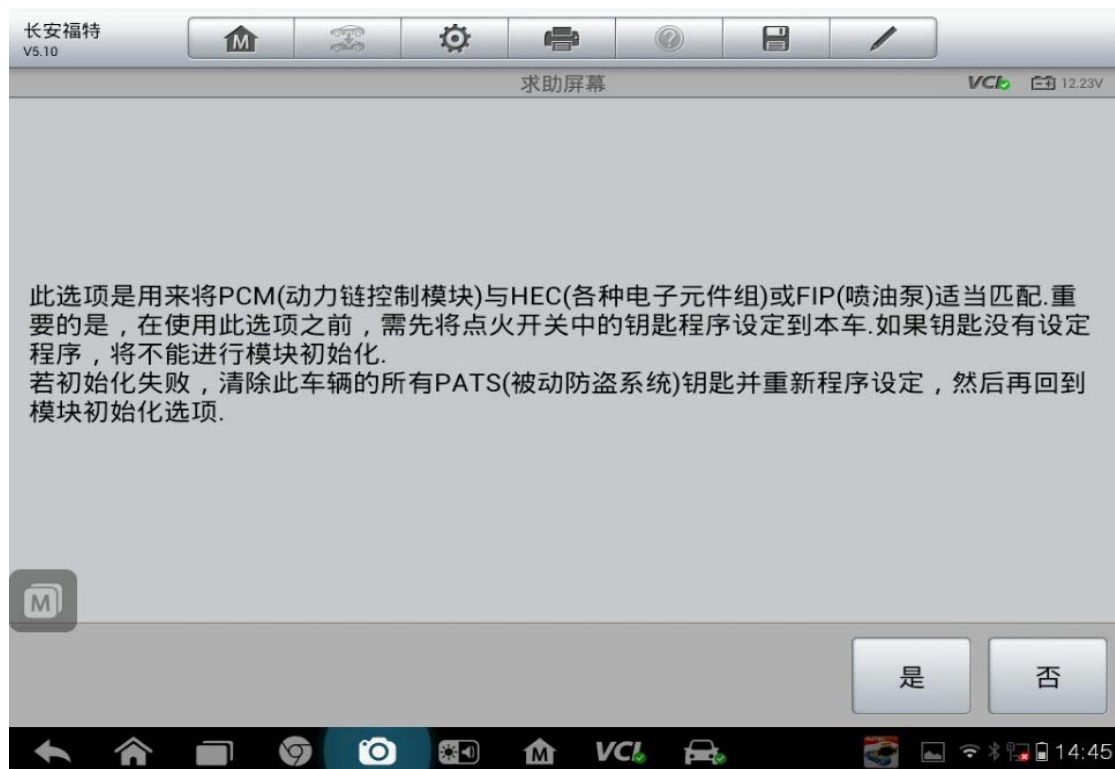 长安福特
V5.10
M
求助屏幕
VCI
12.23V
此选项是用来将PCM(动力链控制模块)与HEC(各种电子元件组)或FIP(喷油泵)适当匹配.重
要的是，在使用此选项之前，需先将点火开关中的钥匙程序设定到本车.如果钥匙没有设定
程序，将不能进行模块初始化.
若初始化失败，清除此车辆的所有PATS(被动防盗系统)钥匙并重新程序设定，然后再回到
模块初始化选项.
M
是
否
M
VCI
14:45